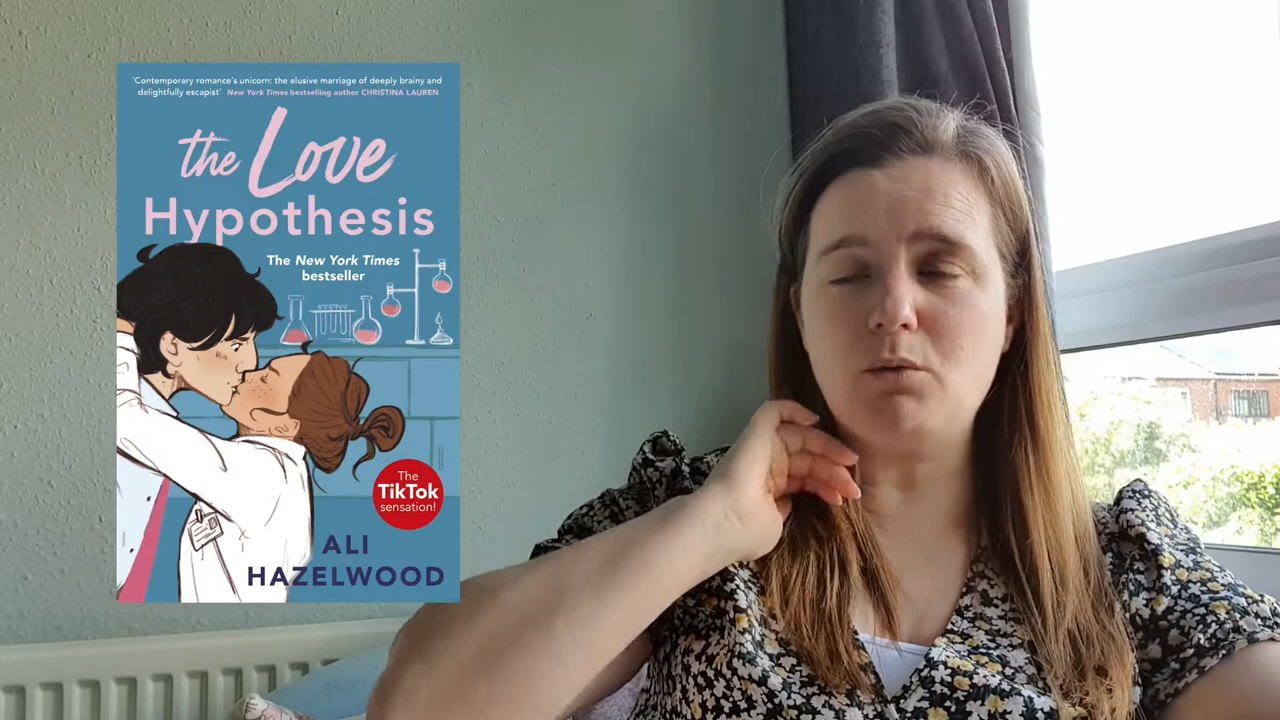 'Contemporary romance's unicorn: the elusive marriage of deeply brainy and
delightfully escapist' New York Times bestselling author CHRISTINA LAUREN
the Love
Hypothesis
The New York Times
bestseller
The
TikTok
sensation!
ALI
HAZELWOOD